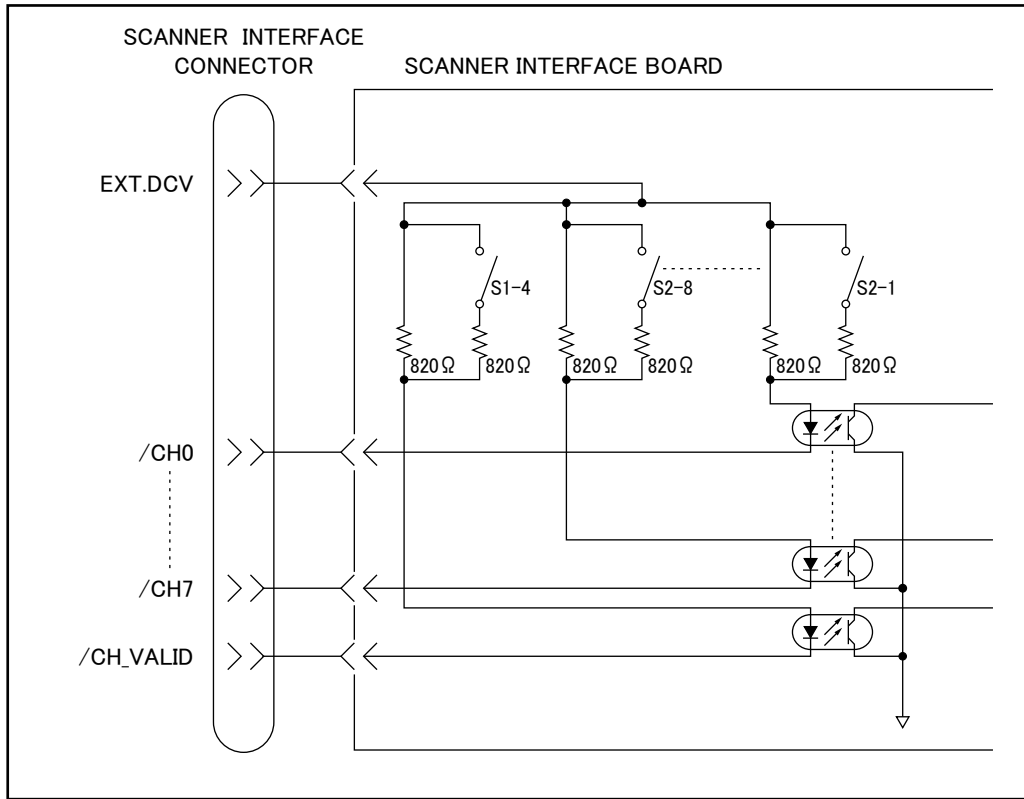 SCANNER INTERFACE
CONNECTOR
SCANNER INTERFACE BOARD
EXT.DCV
S1-4
S2-8
S2-1
820Ω
820Ω
820Ω
820Ω
820Ω
820Ω
/CH0
/CH7
/CH_VALID